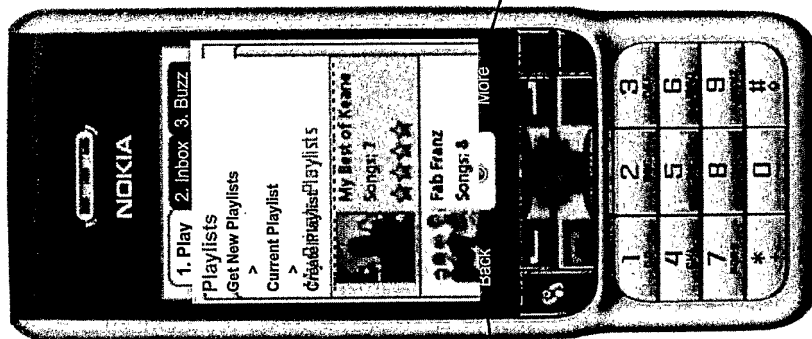 NOKIA
1. Play 2. Inbox 3. Buzz
Playlists
Get New Playlists
>
Current Playlist
>
My Best of Keane
Songs: 7
Fab Franz
Songs: 8
Back More
1 2 3
4 5 6
7 8 9
* 0 #